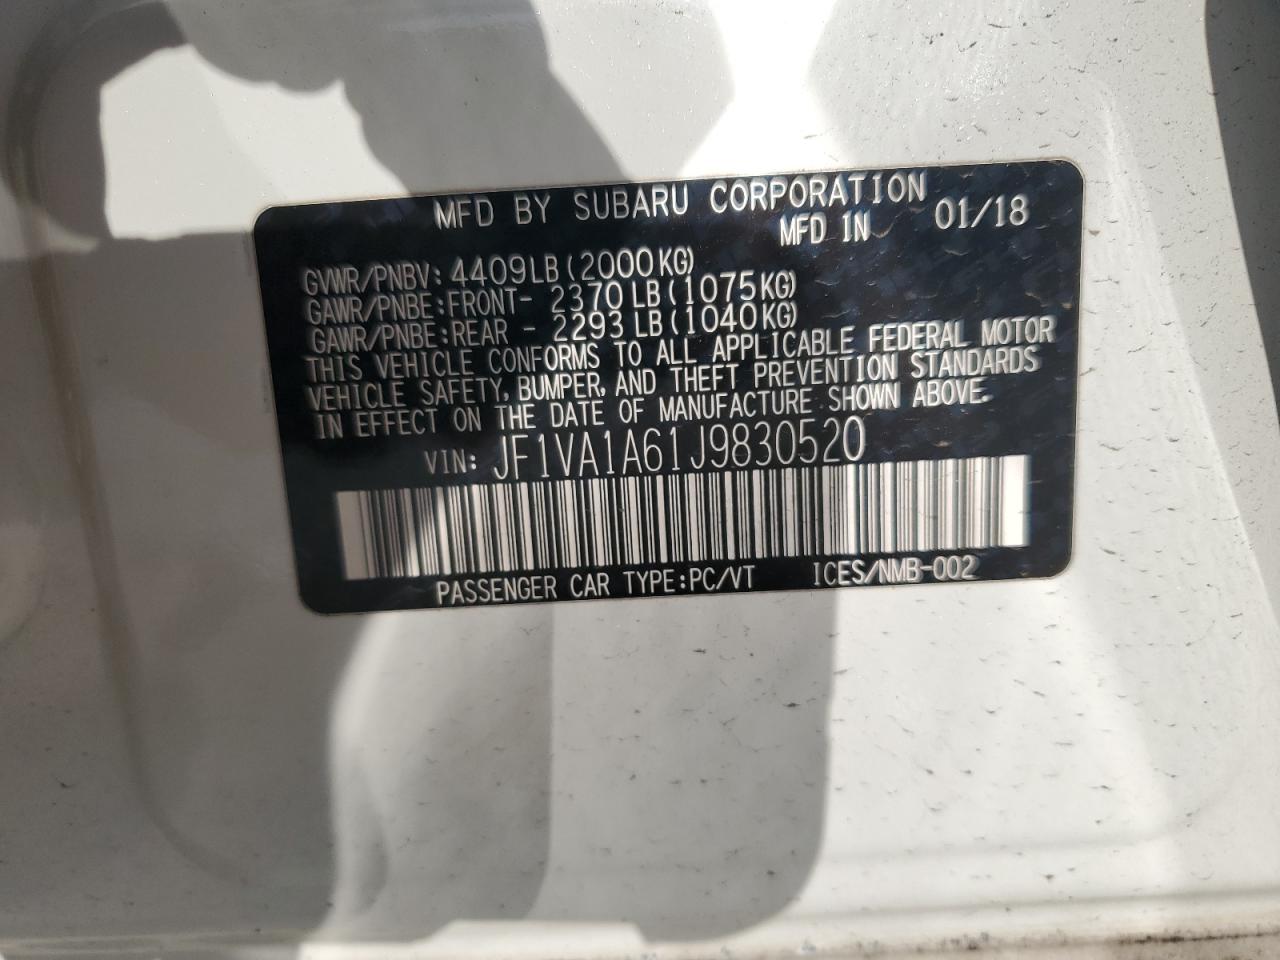 MFD BY SUBARU CORPORATION
MFD IN 01/18
GVWR/PNBV: 4409LB(2000KG)
GAWR/PNBE:FRONT- 2370LB(1075KG)
GAWR/PNBE:REAR - 2293LB(1040KG)
THIS VEHICLE CONFORMS TO ALL APPLICABLE FEDERAL MOTOR
VEHICLE SAFETY, BUMPER, AND THEFT PREVENTION STANDARDS
IN EFFECT ON THE DATE OF MANUFACTURE SHOWN ABOVE.
VIN: JF1VA1A61J9830520
PASSENGER CAR TYPE:PC/VT ICES/NMB-002